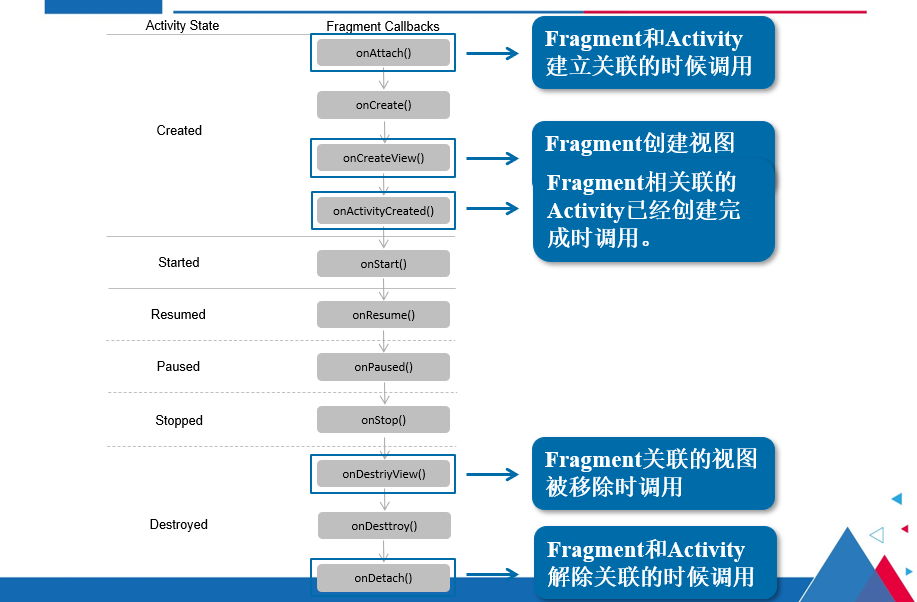 Activity State
Fragment Callbacks
onAttach()
Fragment和Activity
建立关联的时候调用
Created
onCreate()
onCreateView()
Fragment创建视图
onActivityCreated()
Fragment相关联的
Activity已经创建完
成时调用。
Started
onStart()
Resumed
onResume()
Paused
onPaused()
Stopped
onStop()
onDestriyView()
Fragment关联的视图
被移除时调用
Destroyed
onDesttroy()
onDetach()
Fragment和Activity
解除关联的时候调用